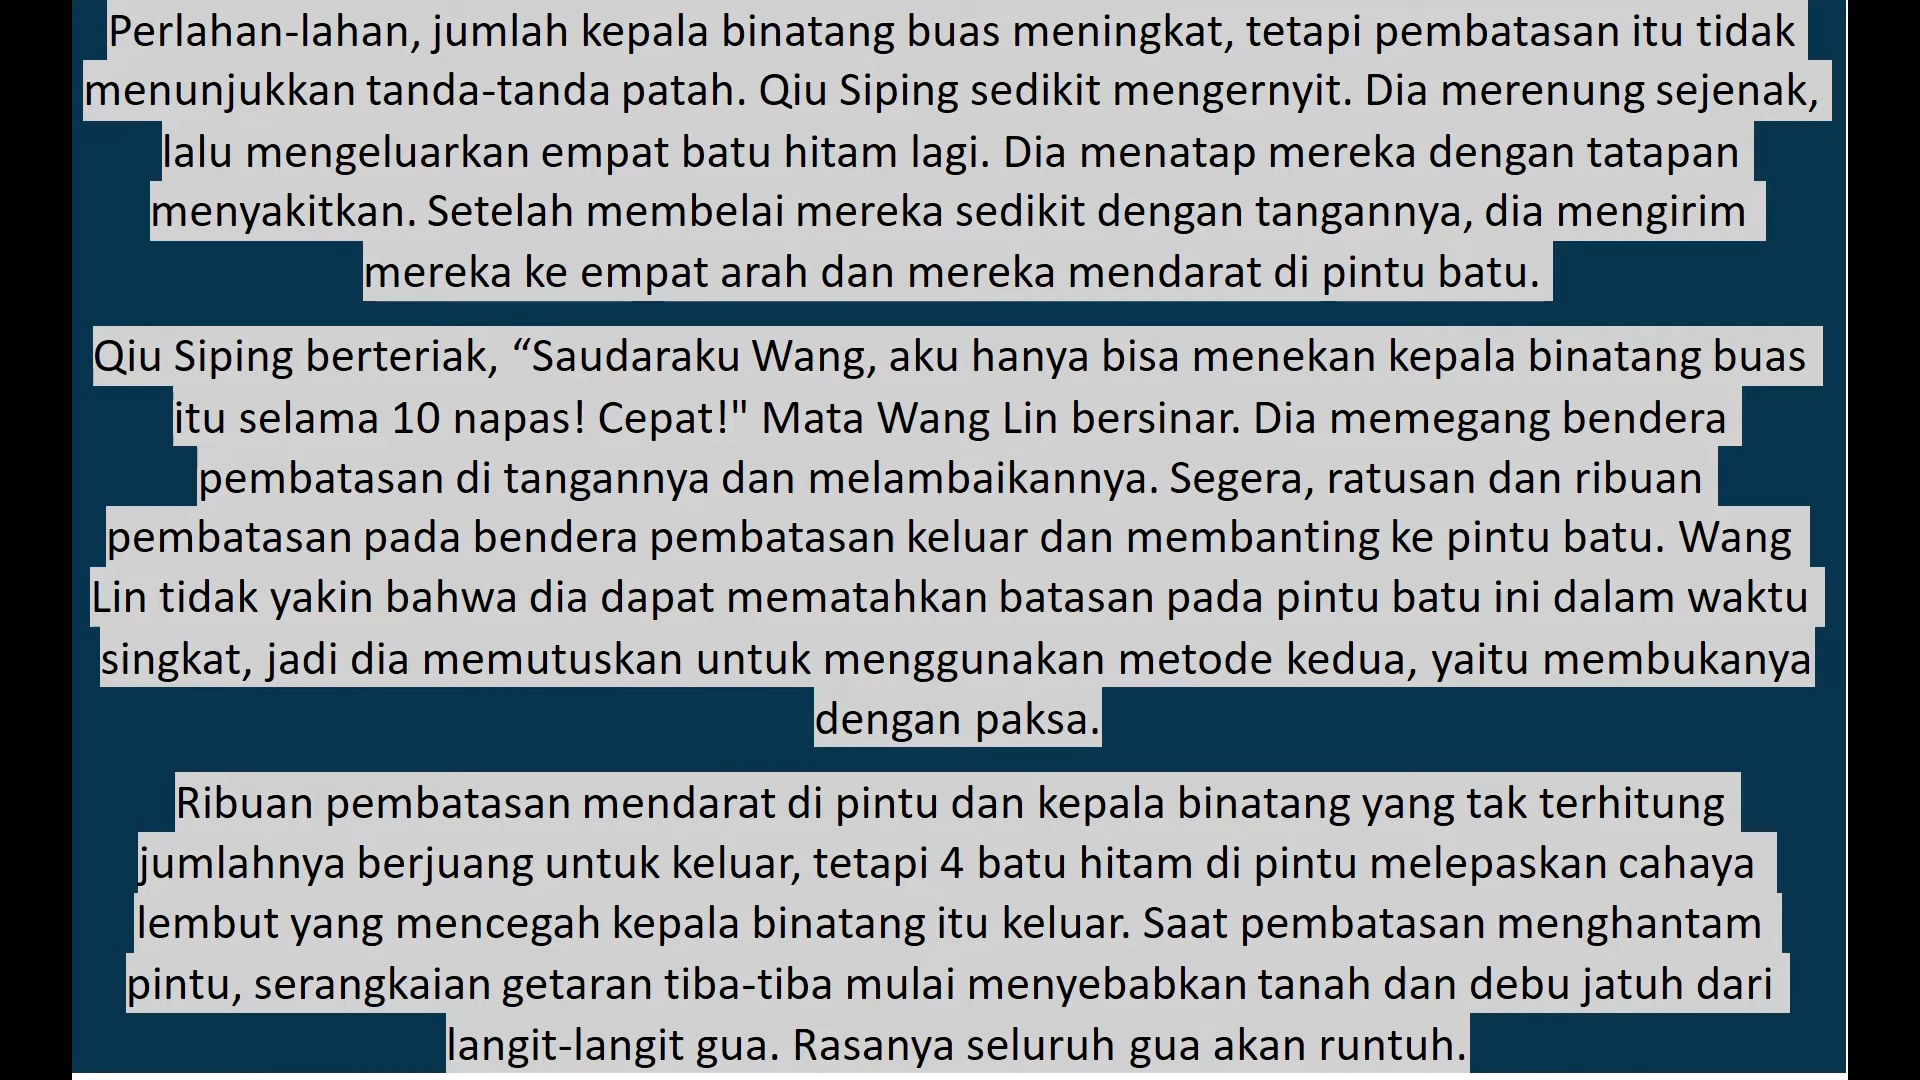 Perlahan-lahan, jumlah kepala binatang buas meningkat, tetapi pembatasan itu tidak
menunjukkan tanda-tanda patah. Qiu Siping sedikit mengernyit. Dia merenung sejenak,
lalu mengeluarkan empat batu hitam lagi. Dia menatap mereka dengan tatapan
menyakitkan. Setelah membelai mereka sedikit dengan tangannya, dia mengirim
mereka ke empat arah dan mereka mendarat di pintu batu.
Qiu Siping berteriak, “Saudaraku Wang, aku hanya bisa menekan kepala binatang buas
itu selama 10 napas! Cepat!" Mata Wang Lin bersinar. Dia memegang bendera
pembatasan di tangannya dan melambaikannya. Segera, ratusan dan ribuan
pembatasan pada bendera pembatasan keluar dan membanting ke pintu batu. Wang
Lin tidak yakin bahwa dia dapat mematahkan batasan pada pintu batu ini dalam waktu
singkat, jadi dia memutuskan untuk menggunakan metode kedua, yaitu membukanya
dengan paksa.
Ribuan pembatasan mendarat di pintu dan kepala binatang yang tak terhitung
jumlahnya berjuang untuk keluar, tetapi 4 batu hitam di pintu melepaskan cahaya
lembut yang mencegah kepala binatang itu keluar. Saat pembatasan menghantam
pintu, serangkaian getaran tiba-tiba mulai menyebabkan tanah dan debu jatuh dari
langit-langit gua. Rasanya seluruh gua akan runtuh.